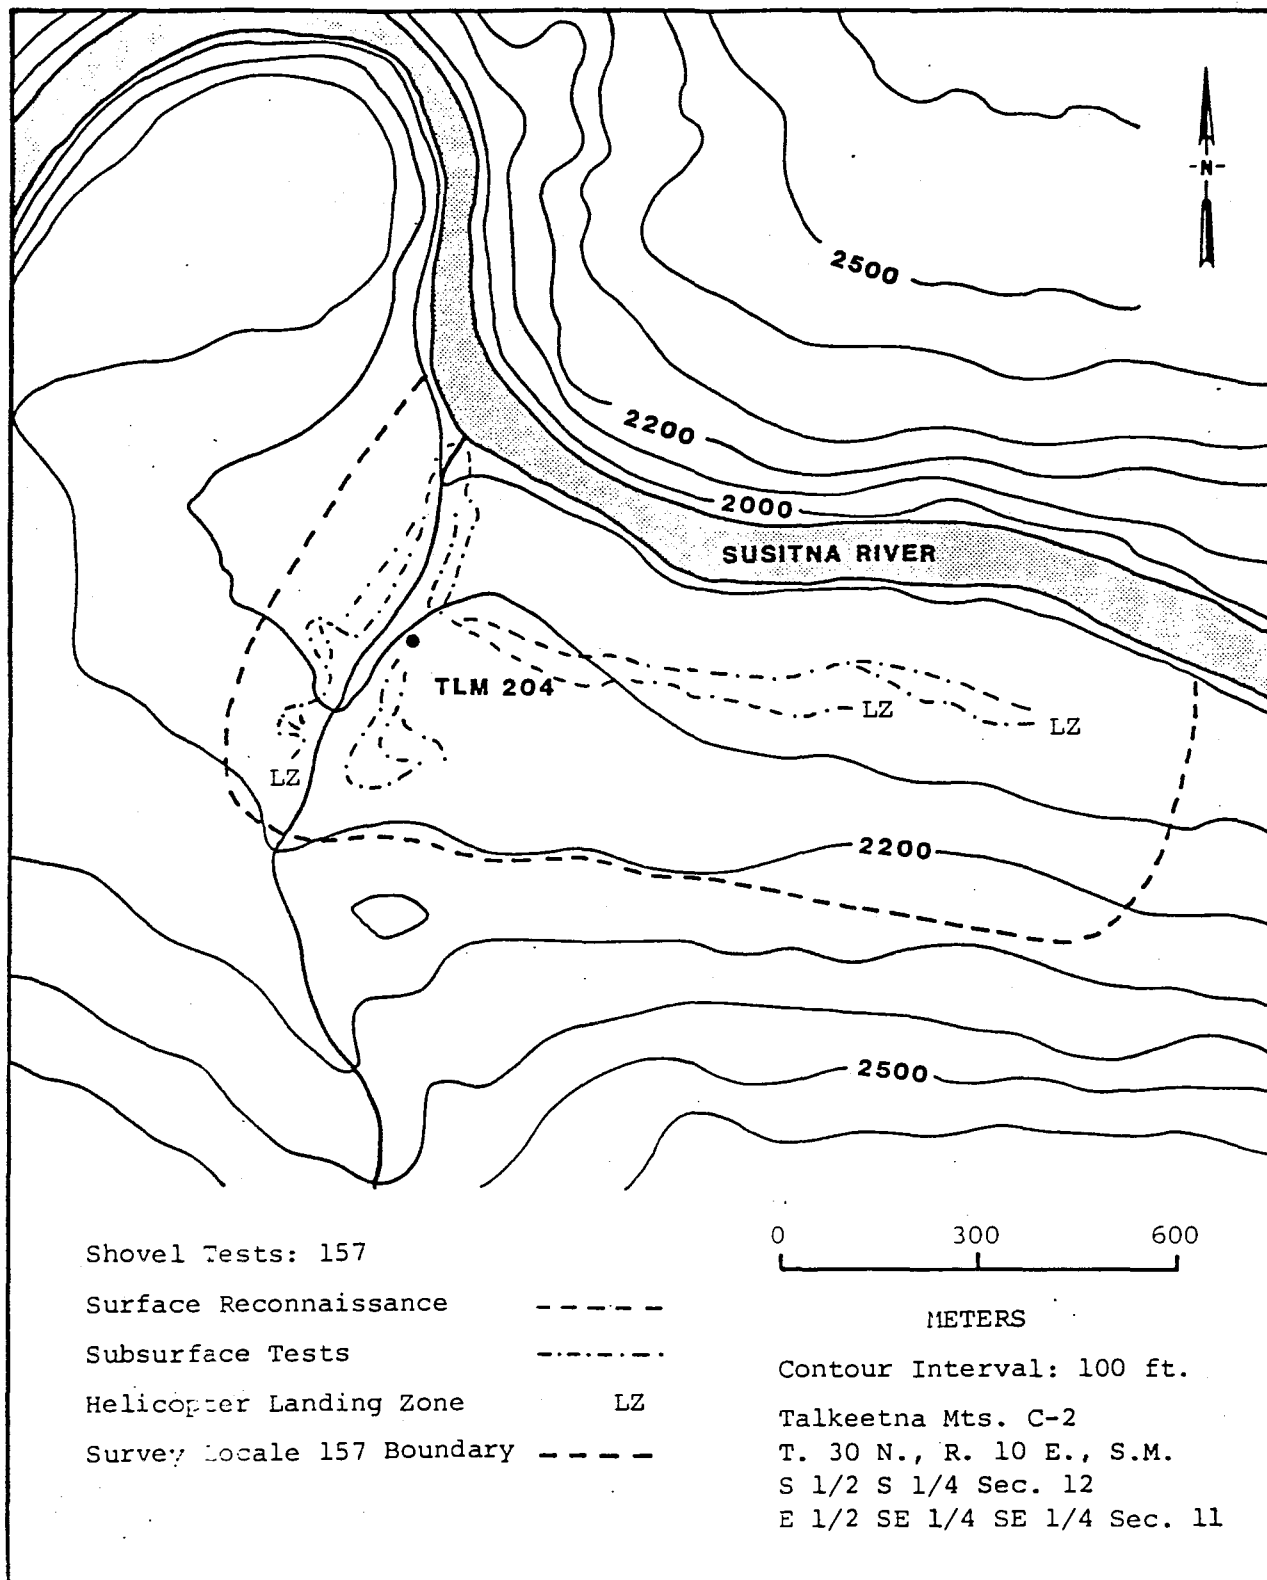 -N-
2500
2200
2000
SUSITNA RIVER
TLM 204
LZ
LZ
LZ
2200
2500
0 300 600
METERS
Shovel Tests: 157
Surface Reconnaissance
Subsurface Tests
Helicopter Landing Zone LZ
Survey Locale 157 Boundary
Contour Interval: 100 ft.
Talkeetna Mts. C-2
T. 30 N., R. 10 E., S.M.
S 1/2 S 1/4 Sec. 12
E 1/2 SE 1/4 SE 1/4 Sec. 11